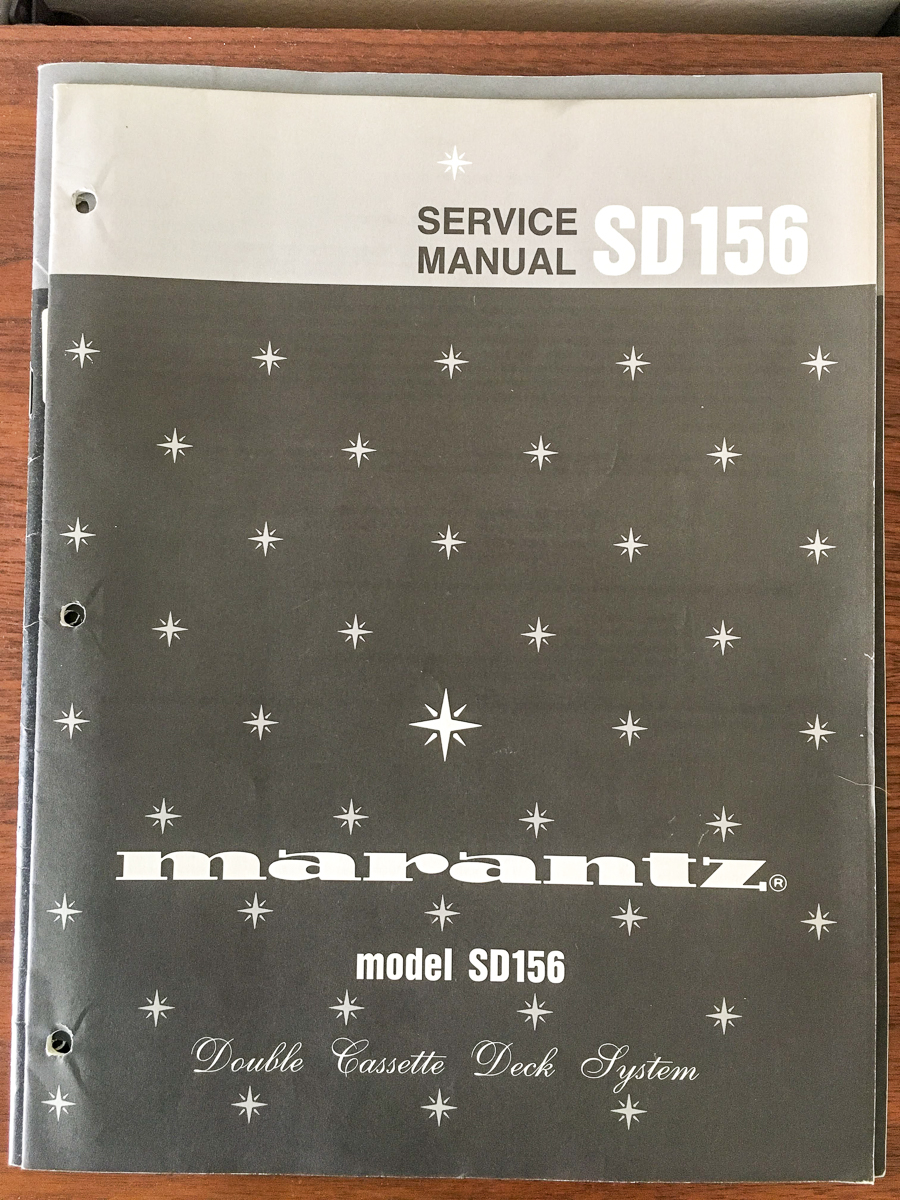 SERVICE
MANUAL SD156
marantz®
model SD156
Double Cassette Deck System